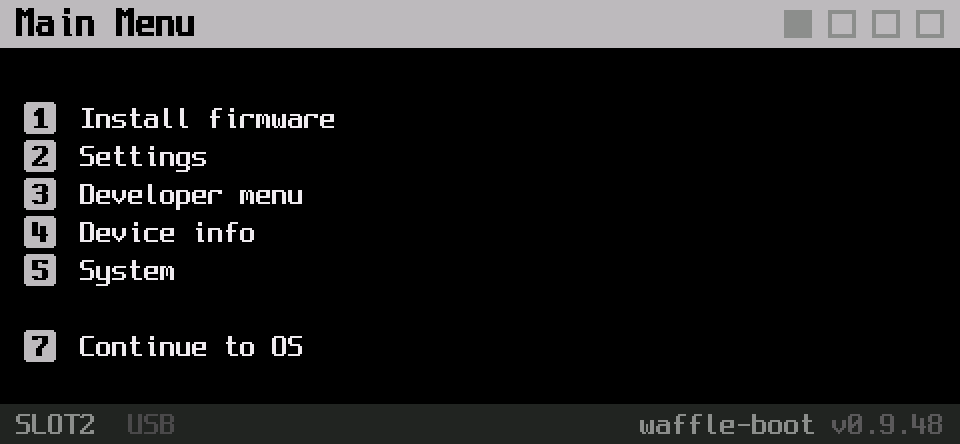 Main Menu
1 Install firmware
2 Settings
3 Developer menu
4 Device info
5 System
7 Continue to OS
SLOT2 USB waffle-boot v0.9.48